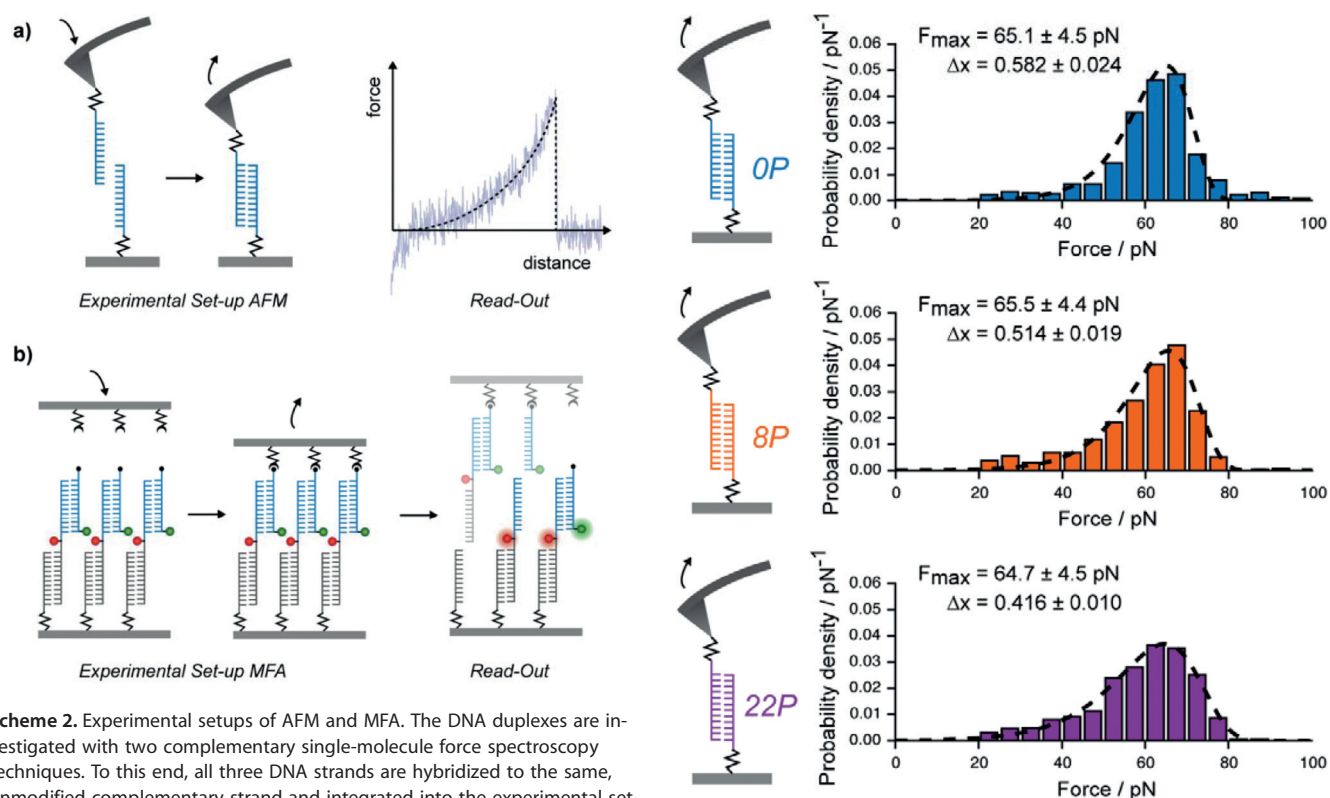 a)
force
distance
Experimental Set-up AFM
Read-Out
b)
Experimental Set-up MFA
Read-Out
Scheme 2. Experimental setups of AFM and MFA. The DNA duplexes are in-
vestigated with two complementary single-molecule force spectroscopy
techniques. To this end, all three DNA strands are hybridized to the same,
unmodified complementary strand and integrated into the experimental set
0P
Fmax = 65.1 ± 4.5 pN
Δx = 0.582 ± 0.024
Probability density / pN⁻¹
0.06
0.05
0.04
0.03
0.02
0.01
0.00
0 20 40 60 80 100
Force / pN
8P
Fmax = 65.5 ± 4.4 pN
Δx = 0.514 ± 0.019
Probability density / pN⁻¹
0.06
0.05
0.04
0.03
0.02
0.01
0.00
0 20 40 60 80 100
Force / pN
22P
Fmax = 64.7 ± 4.5 pN
Δx = 0.416 ± 0.010
Probability density / pN⁻¹
0.06
0.05
0.04
0.03
0.02
0.01
0.00
0 20 40 60 80 100
Force / pN